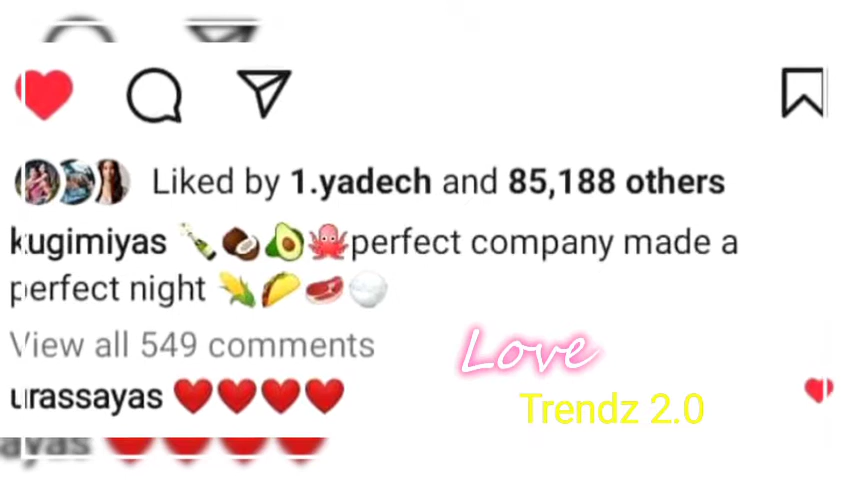 Liked by 1.yadech and 85,188 others
kugimiyas 🍾🥥🥑🐙perfect company made a
perfect night 🌽🌮🥩🍚
View all 549 comments
Love
urassayas ❤️❤️❤️❤️
Trendz 2.0
ayas ❤️❤️❤️❤️